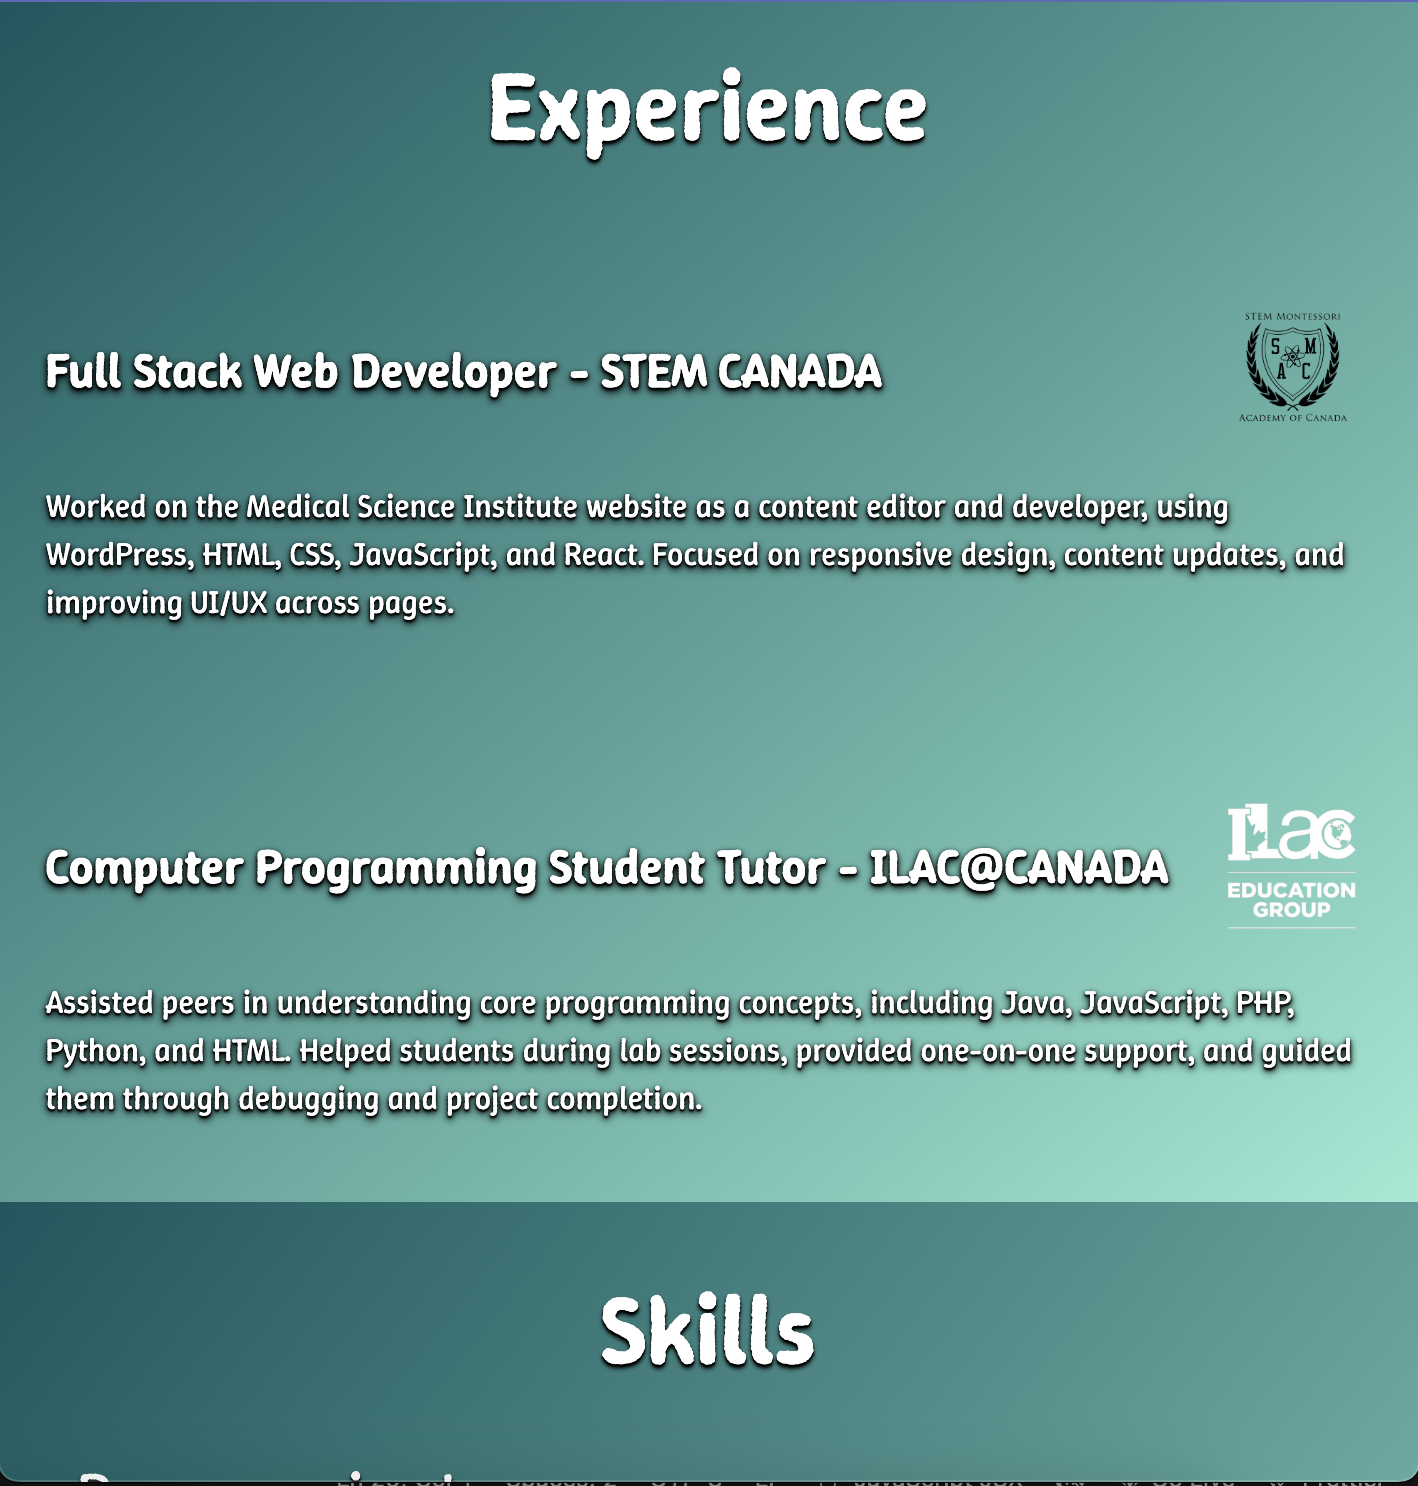 Experience
STEM MONTESSORI
S M
A C
ACADEMY OF CANADA
Full Stack Web Developer - STEM CANADA
Worked on the Medical Science Institute website as a content editor and developer, using
WordPress, HTML, CSS, JavaScript, and React. Focused on responsive design, content updates, and
improving UI/UX across pages.
ILac
EDUCATION
GROUP
Computer Programming Student Tutor - ILAC@CANADA
Assisted peers in understanding core programming concepts, including Java, JavaScript, PHP,
Python, and HTML. Helped students during lab sessions, provided one-on-one support, and guided
them through debugging and project completion.
Skills